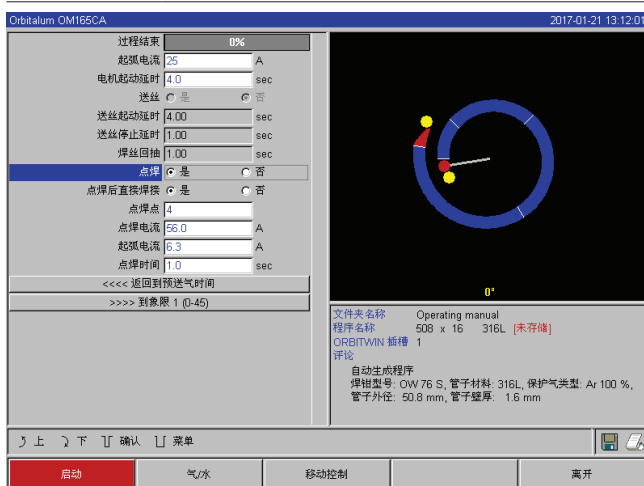 Orbitalum OM165CA 2017-01-21 13:12:01
过程结束 0%
起弧电流 25 A
电机起动延时 4.0 sec
送丝 是 否
送丝起动延时 4.00 sec
送丝停止延时 1.00 sec
焊丝回抽 1.00 sec
点焊 是 否
点焊后直接焊接 是 否
点焊点 4
点焊电流 56.0 A
起弧电流 6.3 A
点焊时间 1.0 sec
<<<< 返回到预送气时间
>>>> 到象限 1 (0-45)
0°
文件夹名称 Operating manual
程序名称 508 x 16 316L [未存储]
ORBITWIN 插槽 1
评论
自动生成程序
焊钳型号: OW 76 S, 管子材料: 316L, 保护气类型: Ar 100 %,
管子外径: 50.8 mm, 管子壁厚: 1.6 mm
上 下 确认 菜单
启动 气/水 移动控制 离开